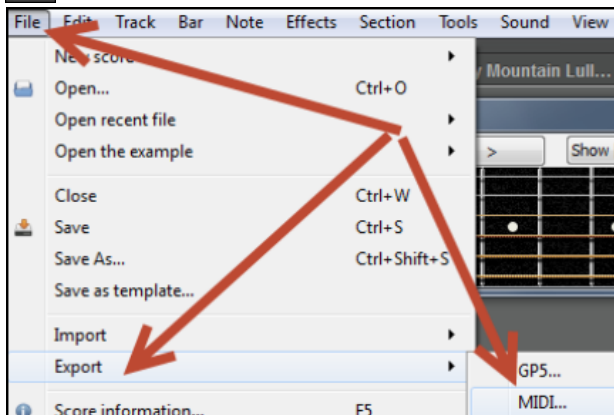 File Edit Track Bar Note Effects Section Tools Sound View
New score
y Mountain Lull...
Open... Ctrl+O
Open recent file
Open the example
> Show
Close Ctrl+W
Save Ctrl+S
Save As... Ctrl+Shift+S
Save as template...
Import
Export
GP5...
MIDI...
Score information... F5